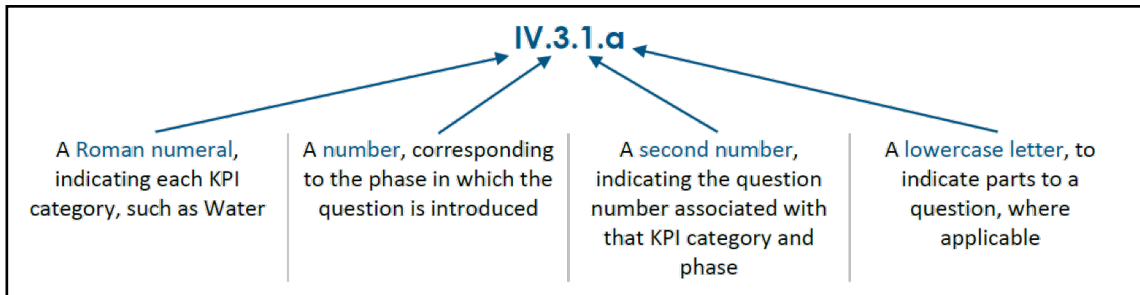 IV.3.1.a
A Roman numeral,
indicating each KPI
category, such as Water
A number, corresponding
to the phase in which the
question is introduced
A second number,
indicating the question
number associated with
that KPI category and
phase
A lowercase letter, to
indicate parts to a
question, where
applicable